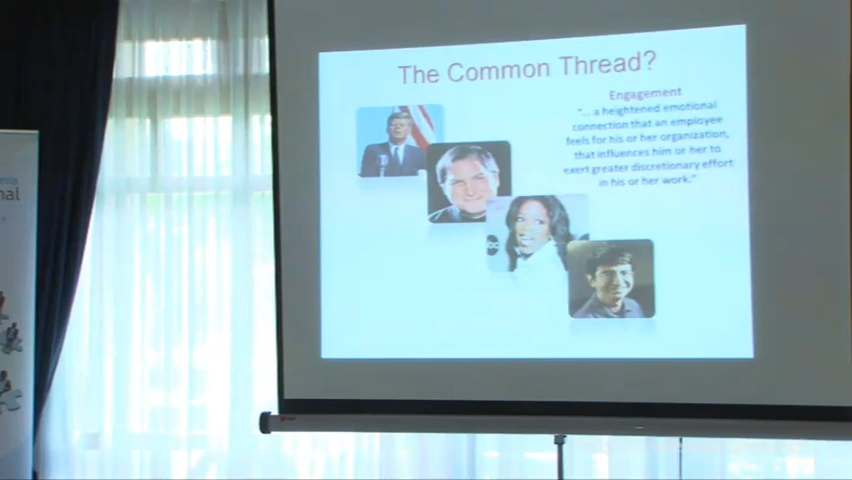 The Common Thread?
Engagement
"... a heightened emotional
connection that an employee
feels for his or her organization,
that influences him or her to
exert greater discretionary effort
in his or her work."
abc
nal